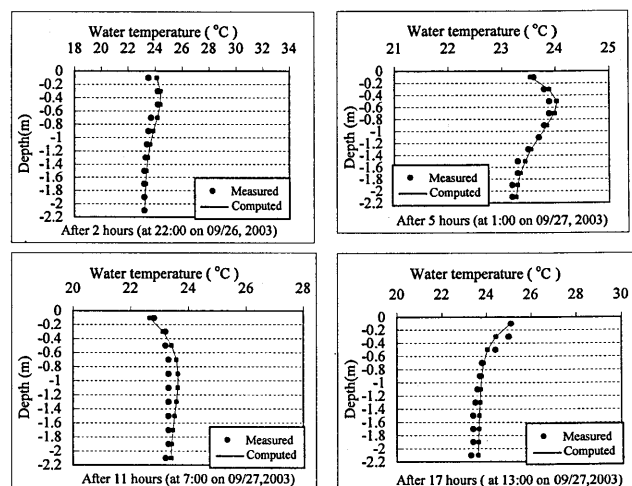 Water temperature ( °C)
18 20 22 24 26 28 30 32 34
Depth(m)
0
-0.2
-0.4
-0.6
-0.8
-1
-1.2
-1.4
-1.6
-1.8
-2
-2.2
Measured
Computed
After 2 hours (at 22:00 on 09/26, 2003)
Water temperature ( °C)
21 22 23 24 25
Depth(m)
0
-0.2
-0.4
-0.6
-0.8
-1
-1.2
-1.4
-1.6
-1.8
-2
-2.2
Measured
Computed
After 5 hours (at 1:00 on 09/27, 2003)
Water temperature ( °C)
20 22 24 26 28
Depth(m)
0
-0.2
-0.4
-0.6
-0.8
-1
-1.2
-1.4
-1.6
-1.8
-2
-2.2
Measured
Computed
After 11 hours (at 7:00 on 09/27,2003)
Water temperature ( °C)
20 22 24 26 28 30
Depth(m)
0
-0.2
-0.4
-0.6
-0.8
-1
-1.2
-1.4
-1.6
-1.8
-2
-2.2
Measured
Computed
After 17 hours ( at 13:00 on 09/27,2003)